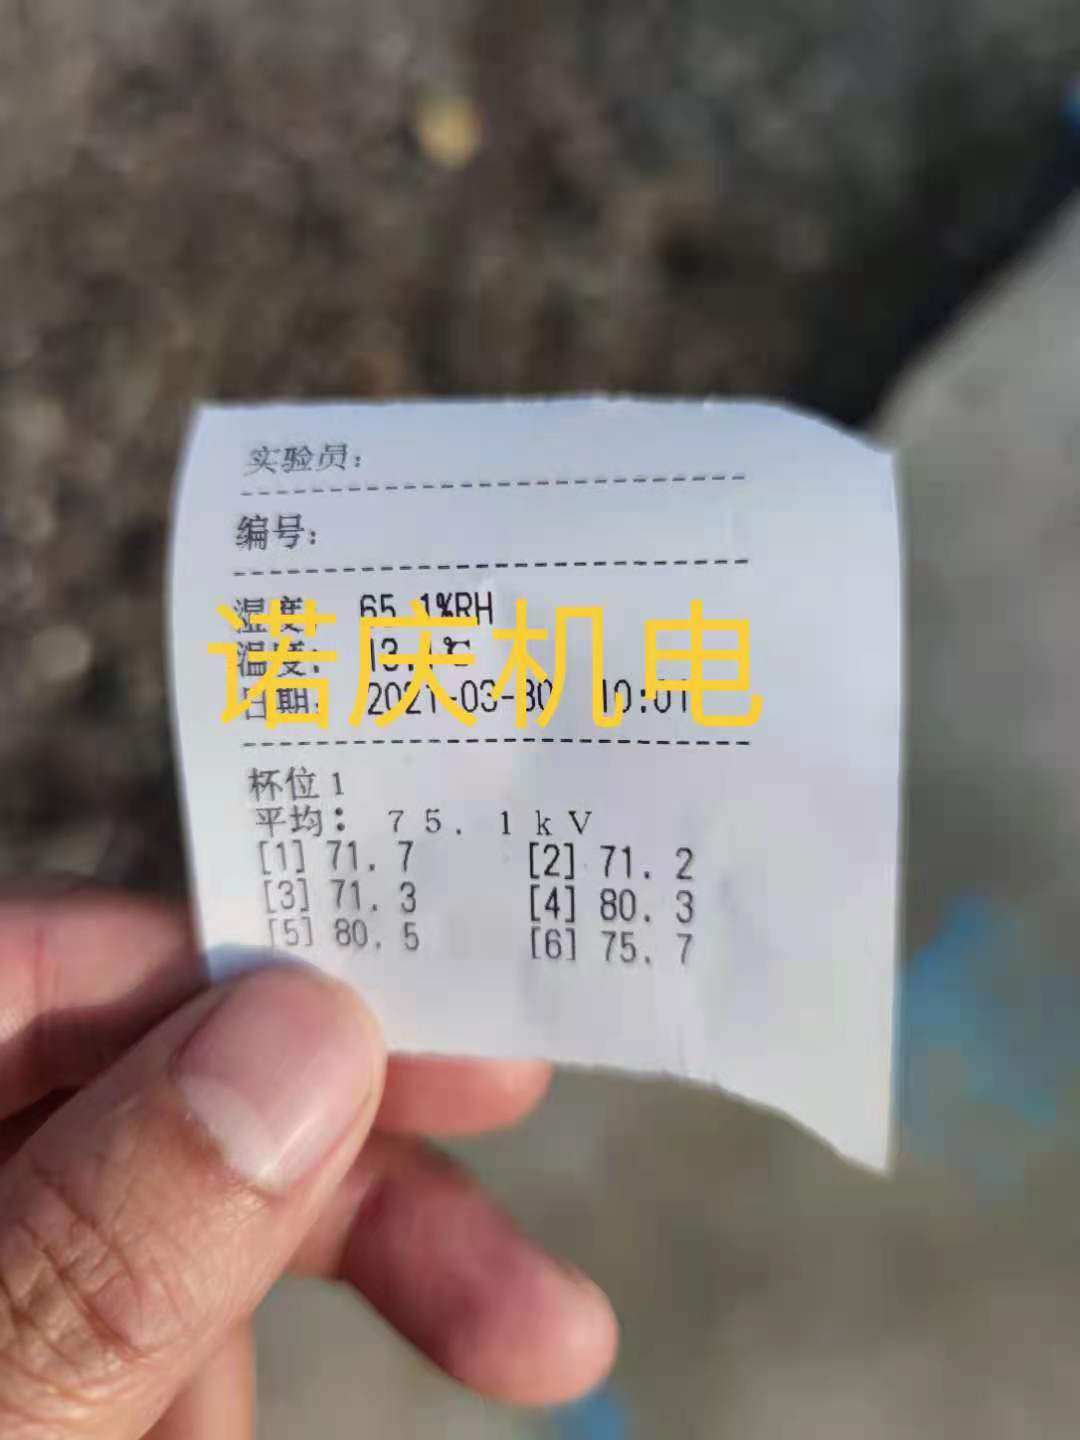 实验员:
编号:
湿度: 65.1%RH
温度: 13.1℃
日期: 2021-03-30 10:01
诺庆机电
杯位1
平均: 75.1kV
[1] 71.7 [2] 71.2
[3] 71.3 [4] 80.3
[5] 80.5 [6] 75.7